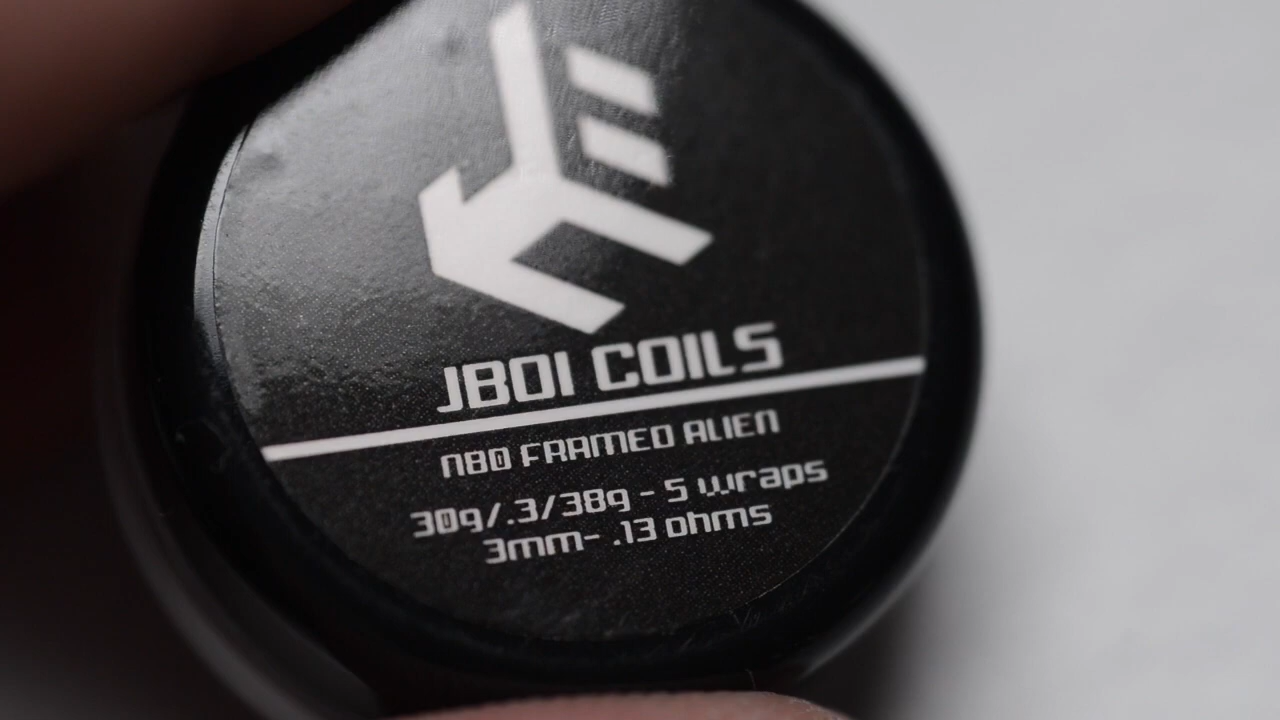 JBOI COILS
N80 FRAMED ALIEN
30g/.3/38g - 5 wraps
3mm- .13 ohms